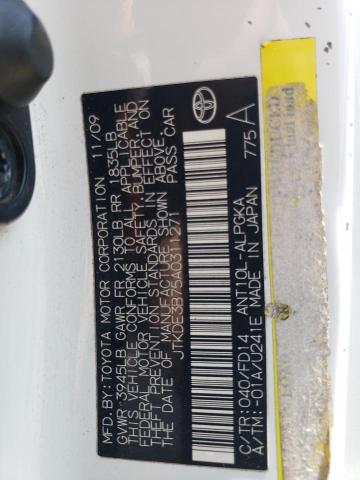 MFD. BY: TOYOTA MOTOR CORPORATION 11/09
GVWR 3945LB GAWR FR 2130LB RR 1835LB
THIS VEHICLE CONFORMS TO ALL APPLICABLE
FEDERAL MOTOR VEHICLE SAFETY, BUMPER, AND
THEFT PREVENTION STANDARDS IN EFFECT ON
THE DATE OF MANUFACTURE SHOWN ABOVE.
JTKDE3B75A0311271 PASS CAR
C/TR: 040/FD14 ANT10L-ALPGKA
A/TM: -01A/U241E MADE IN JAPAN 775 A